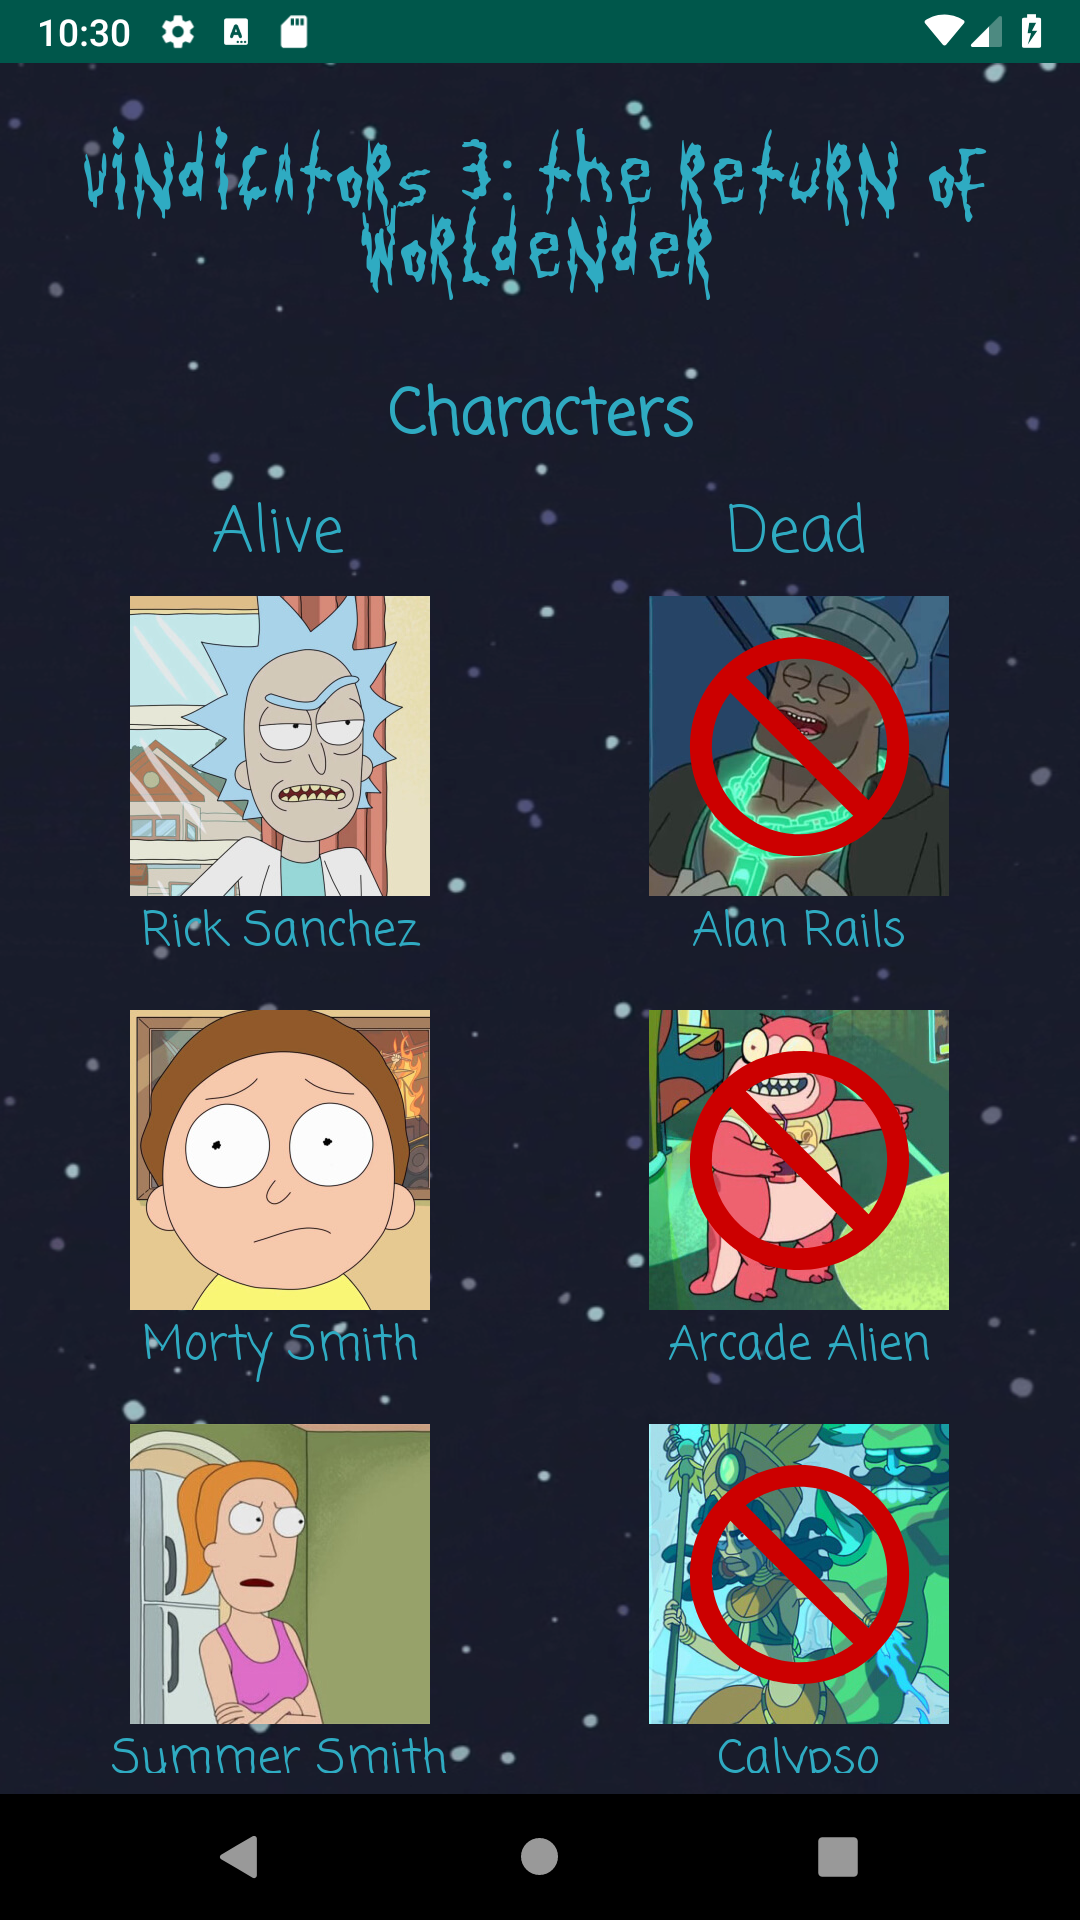 10:30
Vindicators 3: The Return of
Worldender
Characters
Alive
Dead
Rick Sanchez
Alan Rails
Morty Smith
Arcade Alien
Summer Smith
Calypso